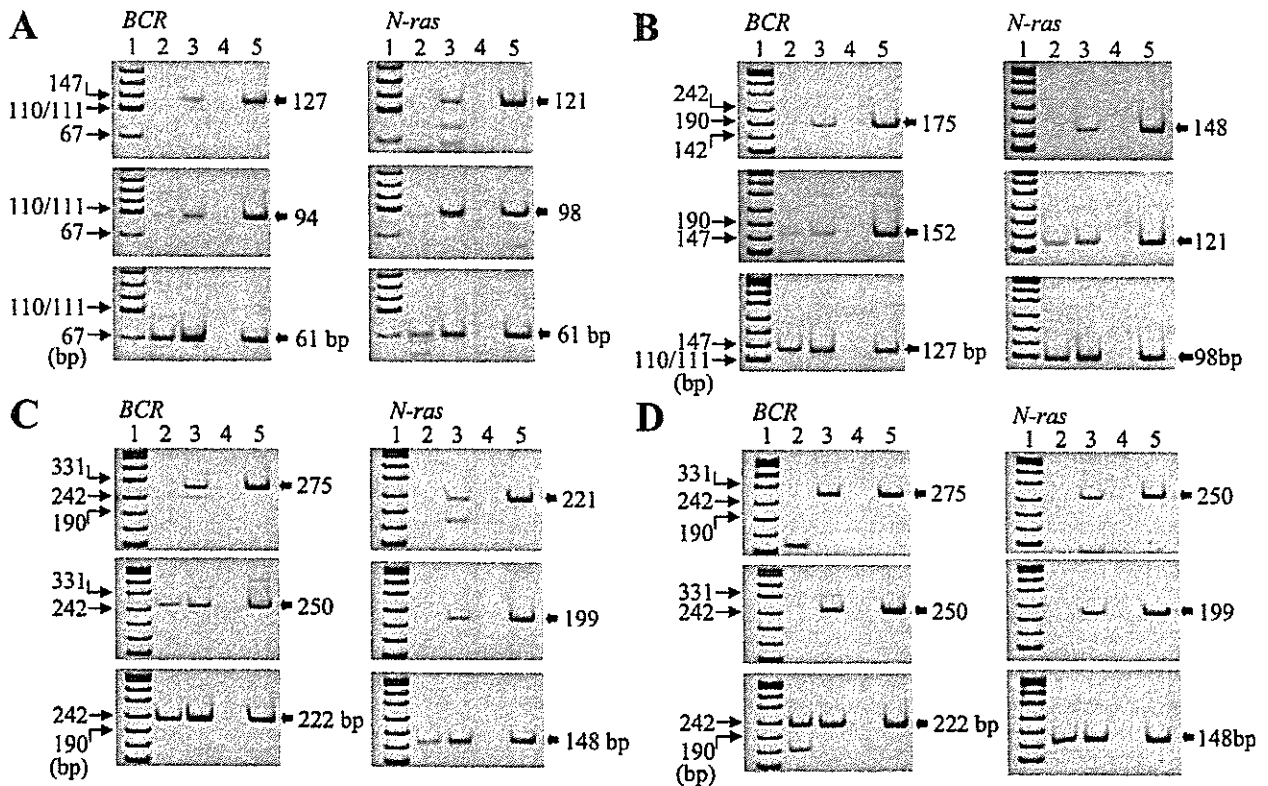 A
BCR
1 2 3 4 5
147
110/111
67
127
110/111
67
94
110/111
67
(bp)
61 bp
N-ras
1 2 3 4 5
121
98
61 bp
B
BCR
1 2 3 4 5
242
190
142
175
190
147
152
147
110/111
(bp)
127 bp
N-ras
1 2 3 4 5
148
121
98bp
C
BCR
1 2 3 4 5
331
242
190
275
331
242
250
242
190
(bp)
222 bp
N-ras
1 2 3 4 5
221
199
148 bp
D
BCR
1 2 3 4 5
331
242
190
275
331
242
250
242
190
(bp)
222 bp
N-ras
1 2 3 4 5
250
199
148bp